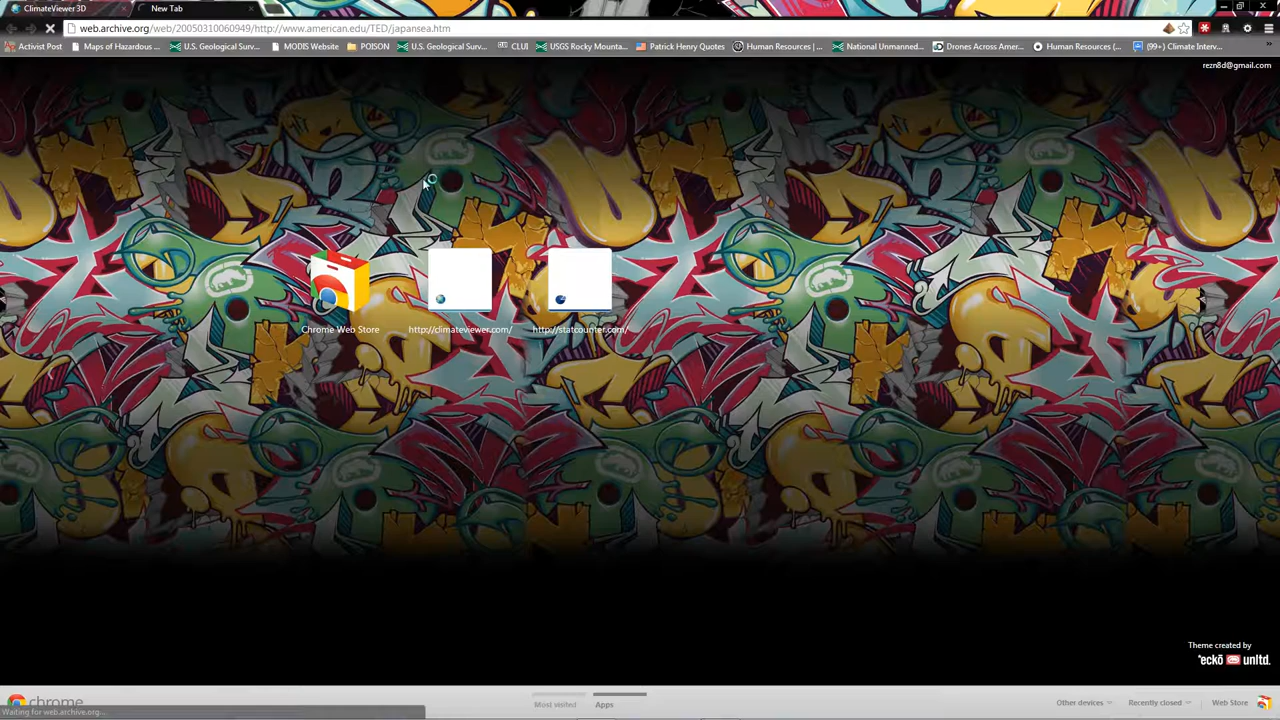 ClimateViewer3D
New Tab
web.archive.org/web/20050310060949/http://www.american.edu/TED/japansea.htm
Activist Post
Maps of Hazardous ...
U.S. Geological Surv...
MODIS Website
POISON
U.S. Geological Surv...
CLUI
USGS Rocky Mounta...
Patrick Henry Quotes
Human Resources | ...
National Unmanned...
Drones Across Amer...
Human Resources (...
(99+) Climate Interv...
rezn8d@gmail.com
Chrome Web Store
http://climateviewer.com/
http://statcounter.com/
Theme created by
*eckō unltd.
chrome
Waiting for web.archive.org...
Most visited
Apps
Other devices
Recently closed
Web Store